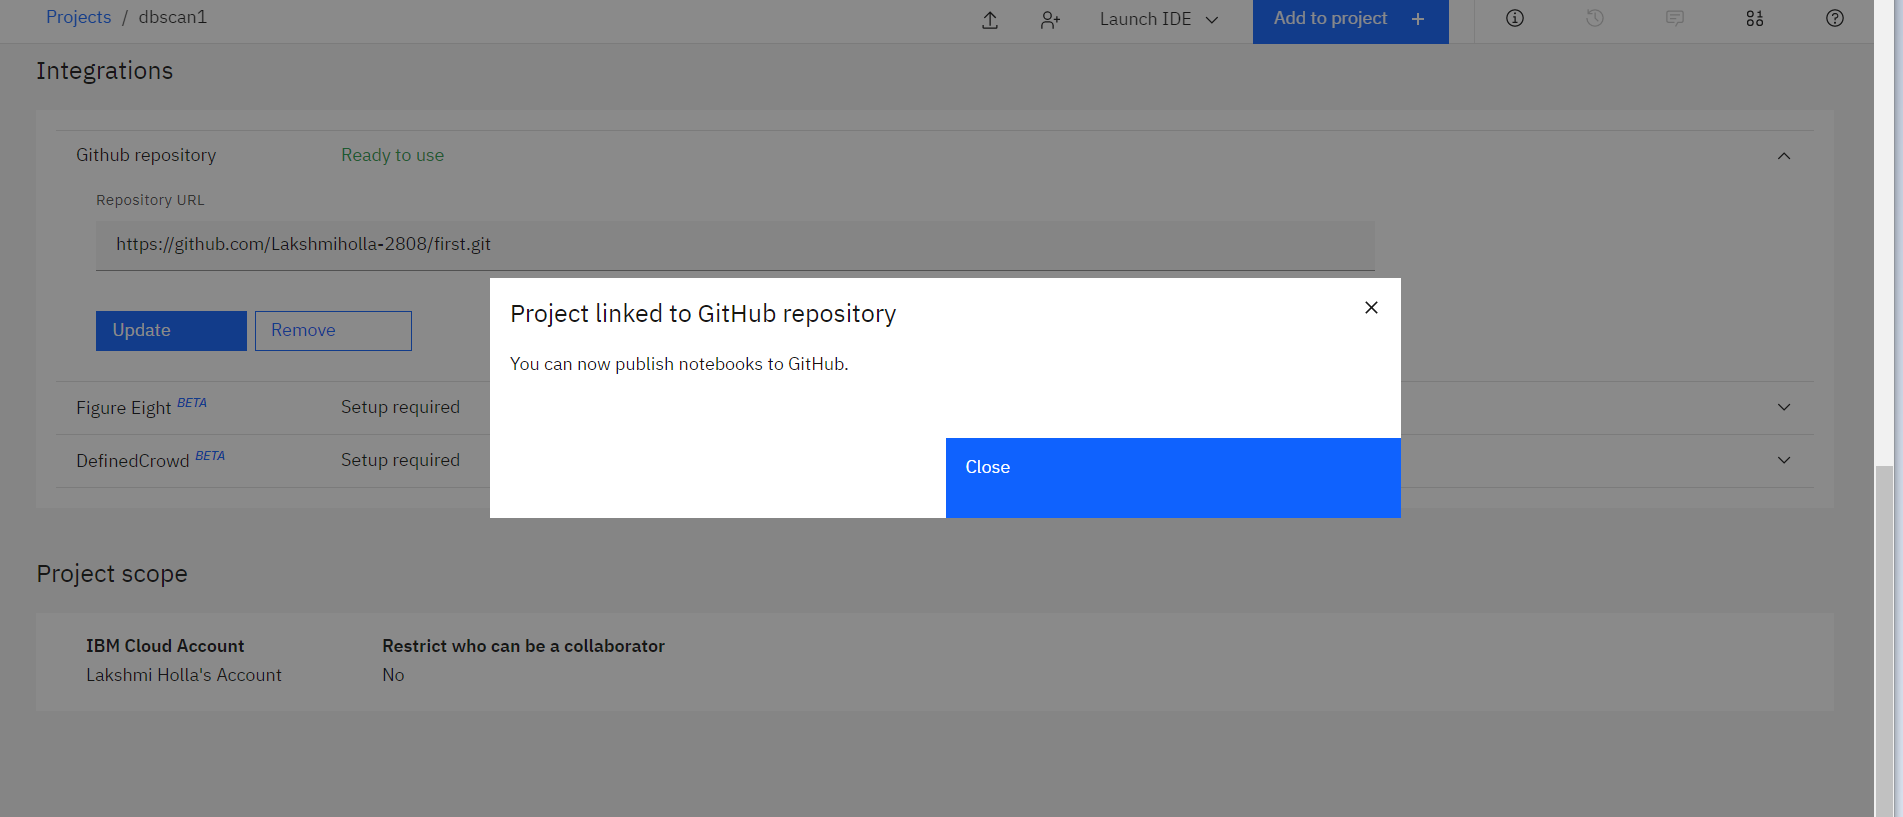 Projects / dbscan1
Launch IDE
Add to project +
Integrations
Github repository
Ready to use
Repository URL
https://github.com/Lakshmiholla-2808/first.git
Update
Remove
Project linked to GitHub repository
You can now publish notebooks to GitHub.
Close
Figure Eight BETA
Setup required
DefinedCrowd BETA
Setup required
Project scope
IBM Cloud Account
Restrict who can be a collaborator
Lakshmi Holla's Account
No